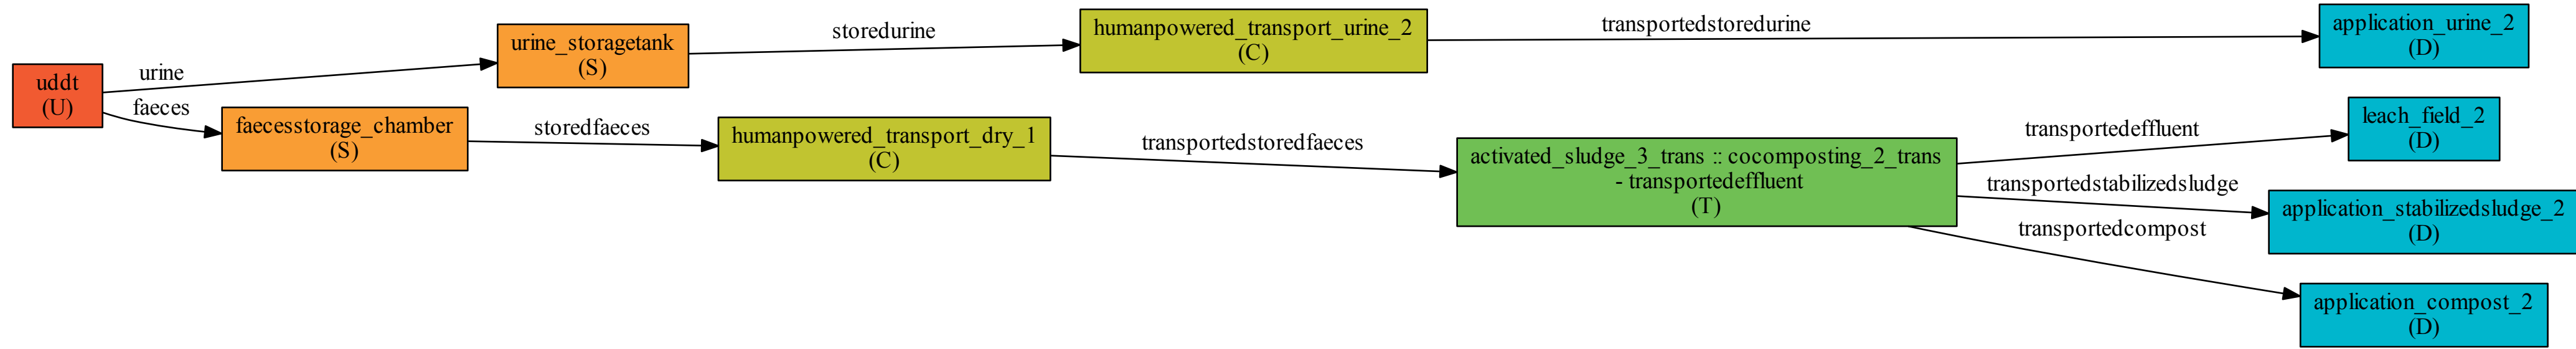 uddt
(U)
urine
faeces
urine_storagetank
(S)
faecesstorage_chamber
(S)
storedurine
storedfaeces
humanpowered_transport_urine_2
(C)
humanpowered_transport_dry_1
(C)
transportedstoredurine
transportedstoredfaeces
activated_sludge_3_trans :: cocomposting_2_trans
- transportedeffluent
(T)
transportedeffluent
transportedstabilizedsludge
transportedcompost
application_urine_2
(D)
leach_field_2
(D)
application_stabilizedsludge_2
(D)
application_compost_2
(D)